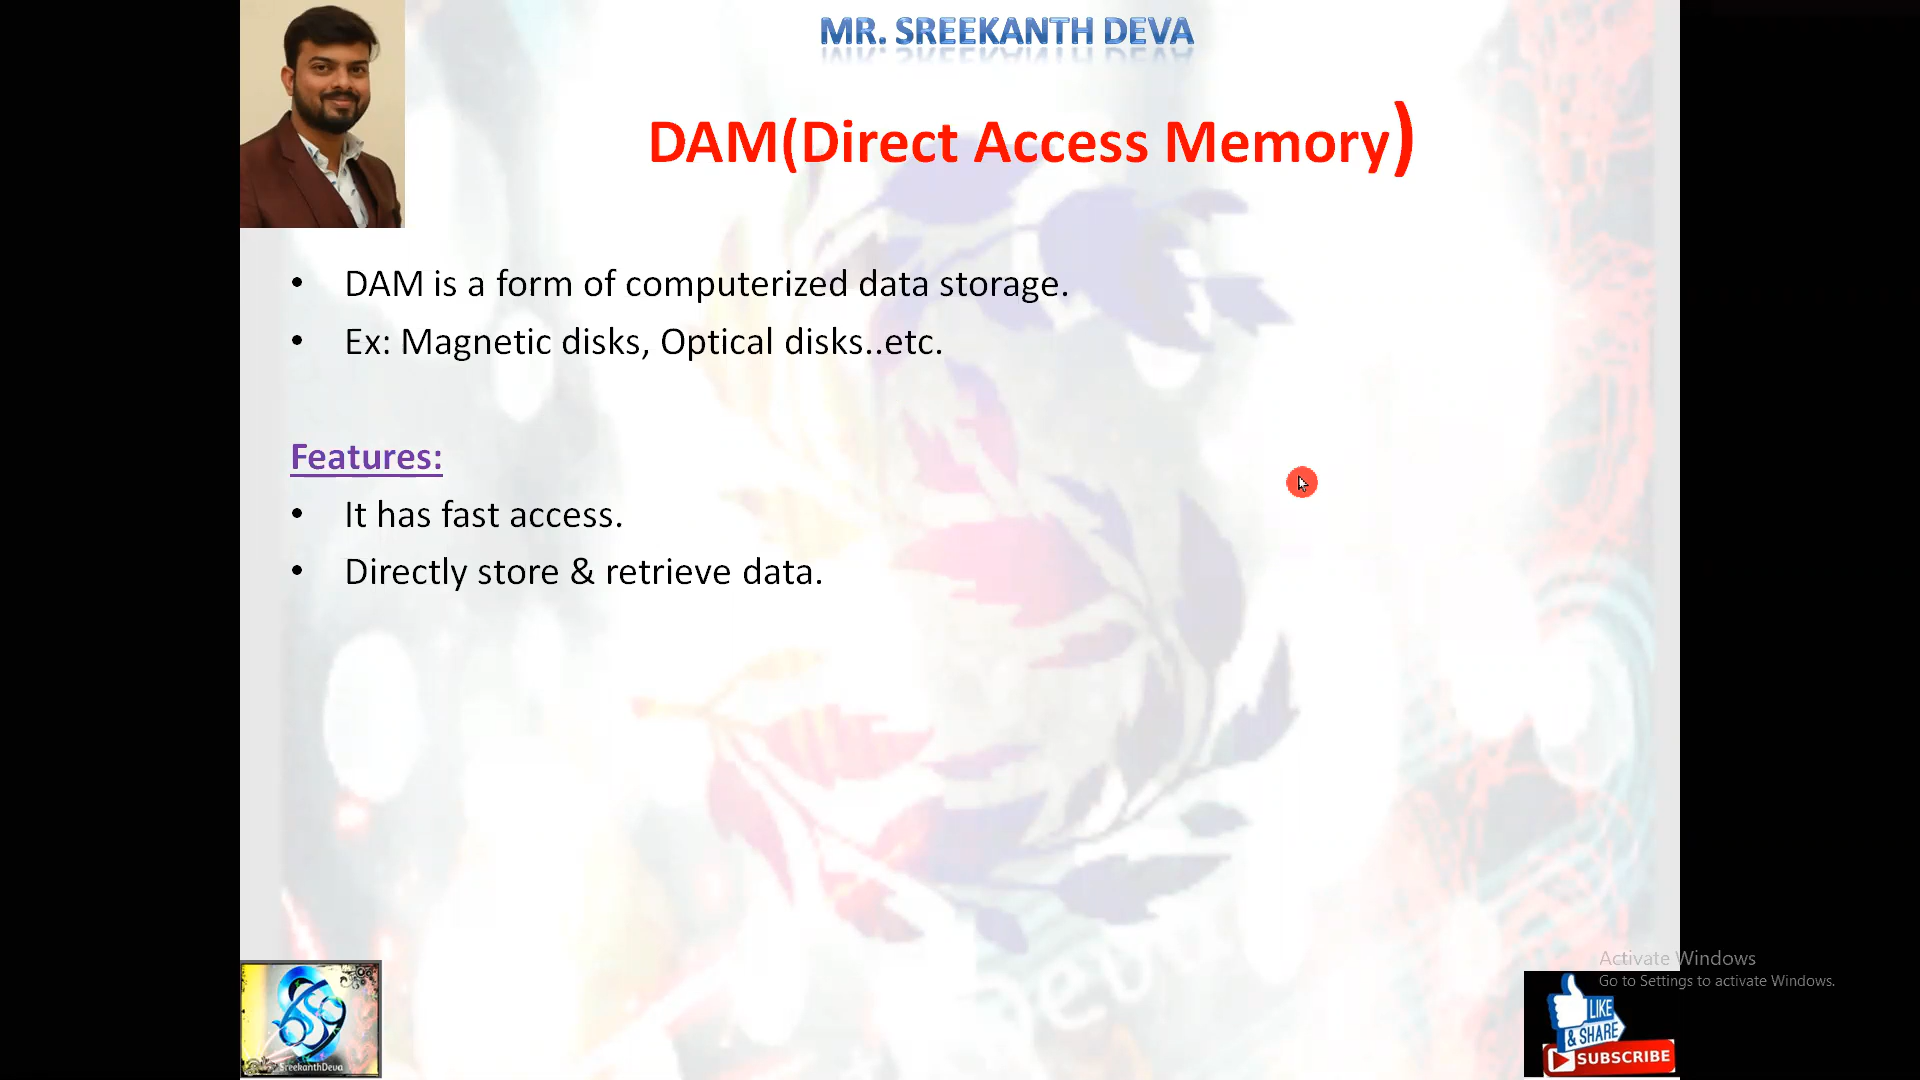 MR. SREEKANTH DEVA
DAM(Direct Access Memory)
• DAM is a form of computerized data storage.
• Ex: Magnetic disks, Optical disks..etc.
Features:
• It has fast access.
• Directly store & retrieve data.
SreekanthDeva
Activate Windows
Go to Settings to activate Windows.
LIKE
& SHARE
SUBSCRIBE